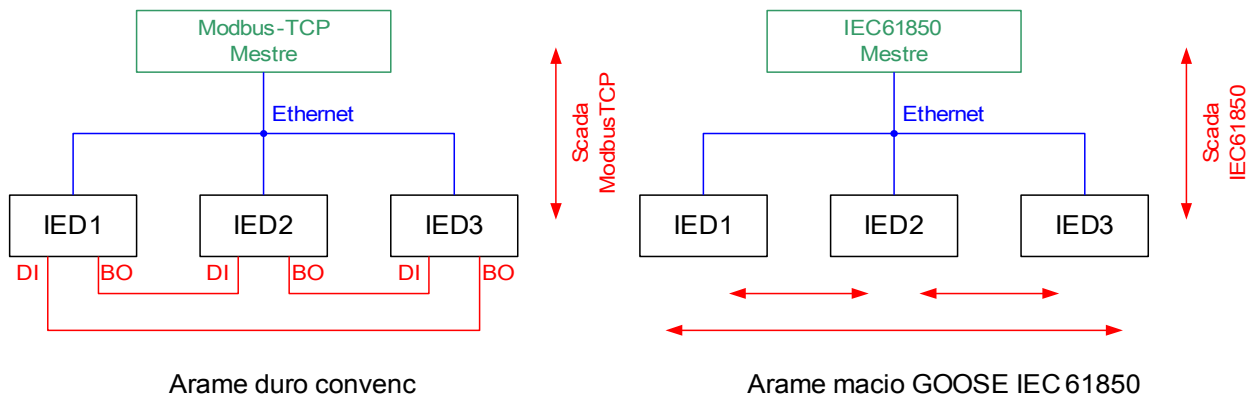 Modbus-TCP
Mestre
Ethernet
Scada
ModbusTCP
IED1
IED2
IED3
DI
BO
DI
BO
DI
BO
Arame duro convenc
IEC61850
Mestre
Ethernet
Scada
IEC61850
IED1
IED2
IED3
Arame macio GOOSE IEC 61850